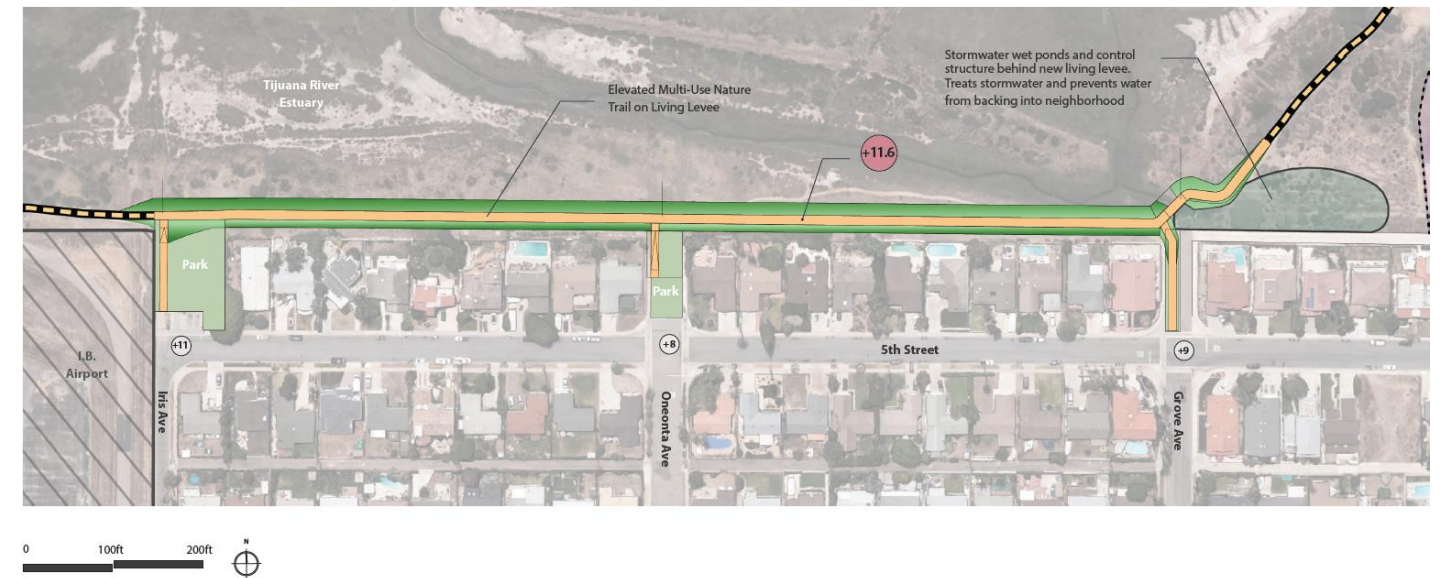 Tijuana River
Estuary
Elevated Multi-Use Nature
Trail on Living Levee
Stormwater wet ponds and control
structure behind new living levee.
Treats stormwater and prevents water
from backing into neighborhood
+11.6
Park
Park
I.B.
Airport
+11
+8
5th Street
+9
Iris Ave
Oneonta Ave
Grove Ave
0
100ft
200ft
N